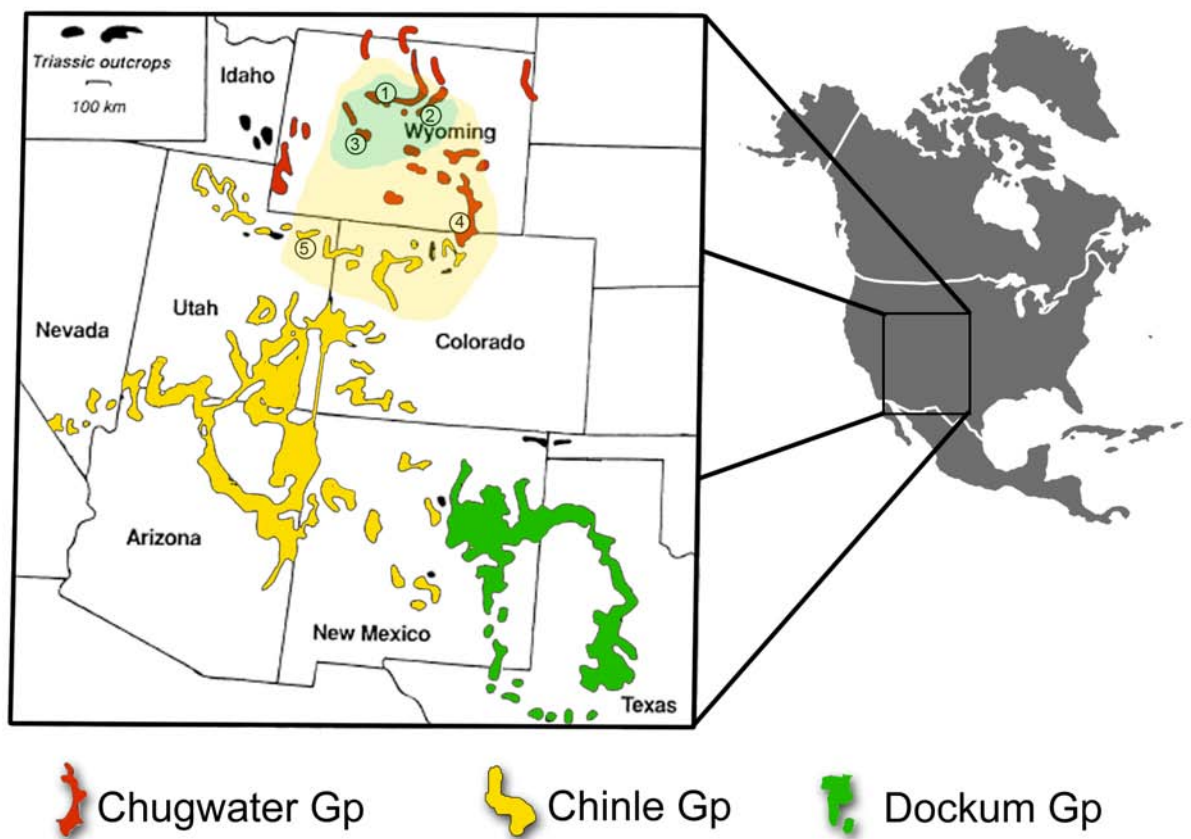 Triassic outcrops
100 km
Idaho
①
②
Wyoming
③
④
⑤
Utah
Nevada
Colorado
Arizona
New Mexico
Texas
Chugwater Gp
Chinle Gp
Dockum Gp